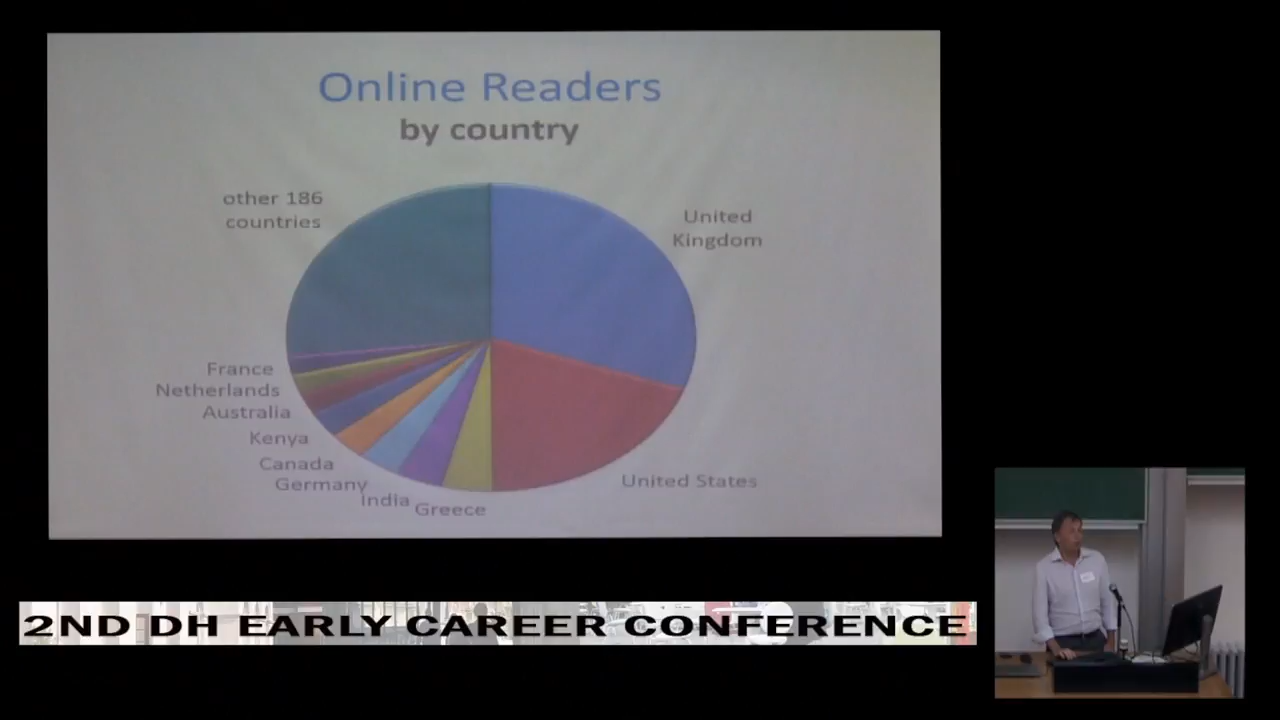 Online Readers
by country
other 186
countries
United
Kingdom
France
Netherlands
Australia
Kenya
Canada
Germany
India
Greece
United States
2ND DH EARLY CAREER CONFERENCE